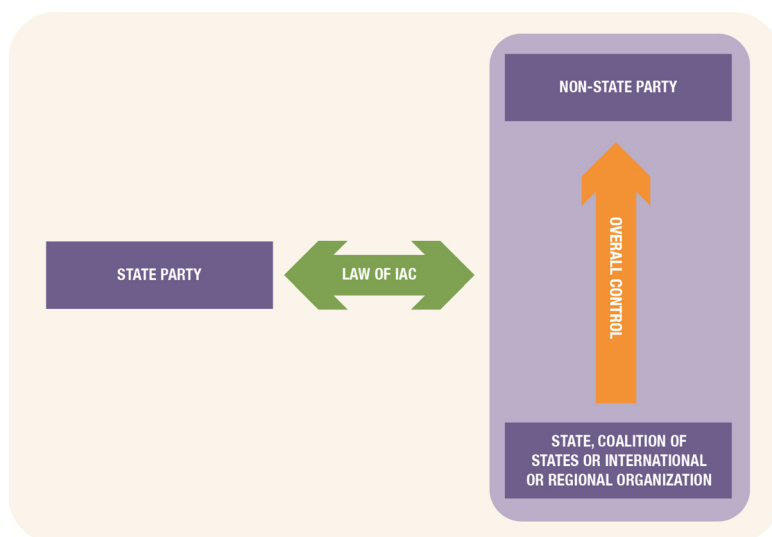 NON-STATE PARTY
STATE PARTY
LAW OF IAC
OVERALL CONTROL
STATE, COALITION OF
STATES OR INTERNATIONAL
OR REGIONAL ORGANIZATION